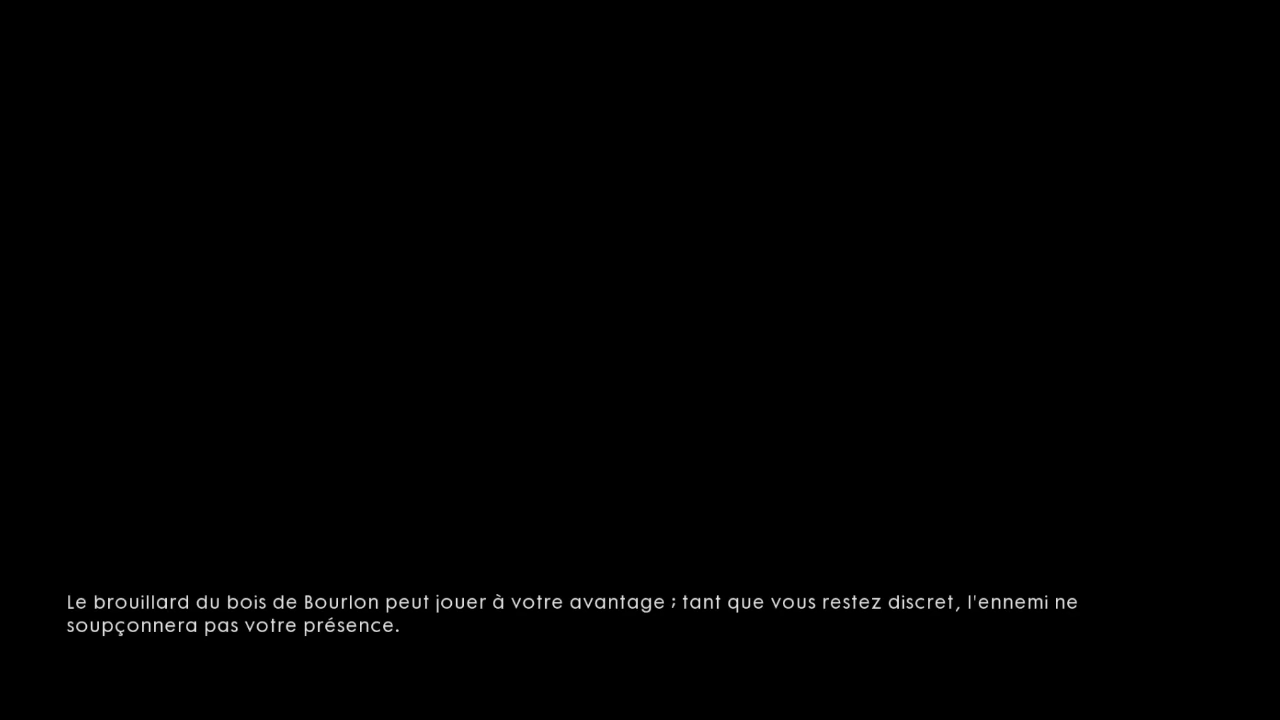 Le brouillard du bois de Bourlon peut jouer à votre avantage ; tant que vous restez discret, l'ennemi ne
soupçonnera pas votre présence.